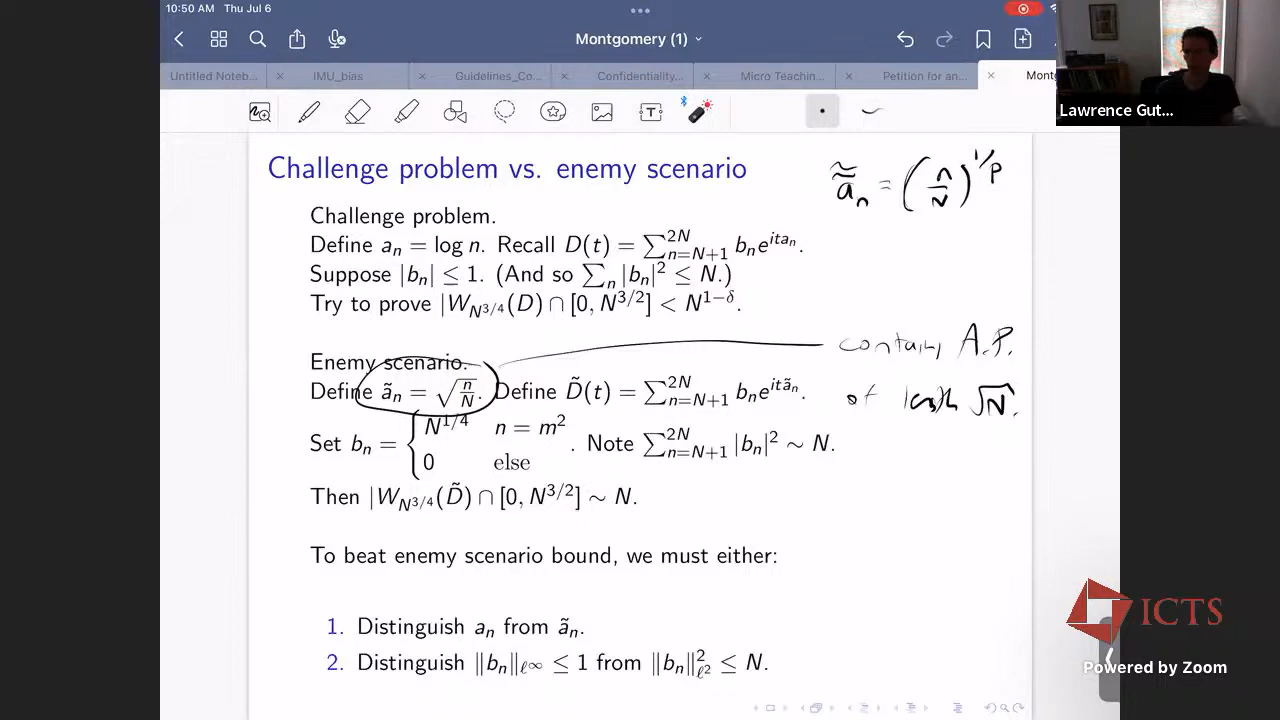 10:50 AM Thu Jul 6
Montgomery (1)
Untitled Noteb... IMU_bias Guidelines_Co... Confidentiality... Micro Teachin... Petition for an... Montg
Lawrence Gut...
Challenge problem vs. enemy scenario
≈a_n = (n/N)^{1/p}
Challenge problem.
Define a_n = log n. Recall D(t) = ∑_{n=N+1}^{2N} b_n e^{ita_n}.
Suppose |b_n| ≤ 1. (And so ∑_n |b_n|^2 ≤ N.)
Try to prove |W_{N^{3/4}}(D) ∩ [0, N^{3/2}] < N^{1−δ}.
contains A.P.
of length √N.
Enemy scenario.
Define ã_n = √(n/N). Define D̃(t) = ∑_{n=N+1}^{2N} b_n e^{itã_n}.
Set b_n = { N^{1/4} n = m^2
0 else . Note ∑_{n=N+1}^{2N} |b_n|^2 ∼ N.
Then |W_{N^{3/4}}(D̃) ∩ [0, N^{3/2}] ∼ N.
To beat enemy scenario bound, we must either:
1. Distinguish a_n from ã_n.
2. Distinguish ‖b_n‖_{ℓ^∞} ≤ 1 from ‖b_n‖_{ℓ^2}^2 ≤ N.
ICTS
Powered by Zoom